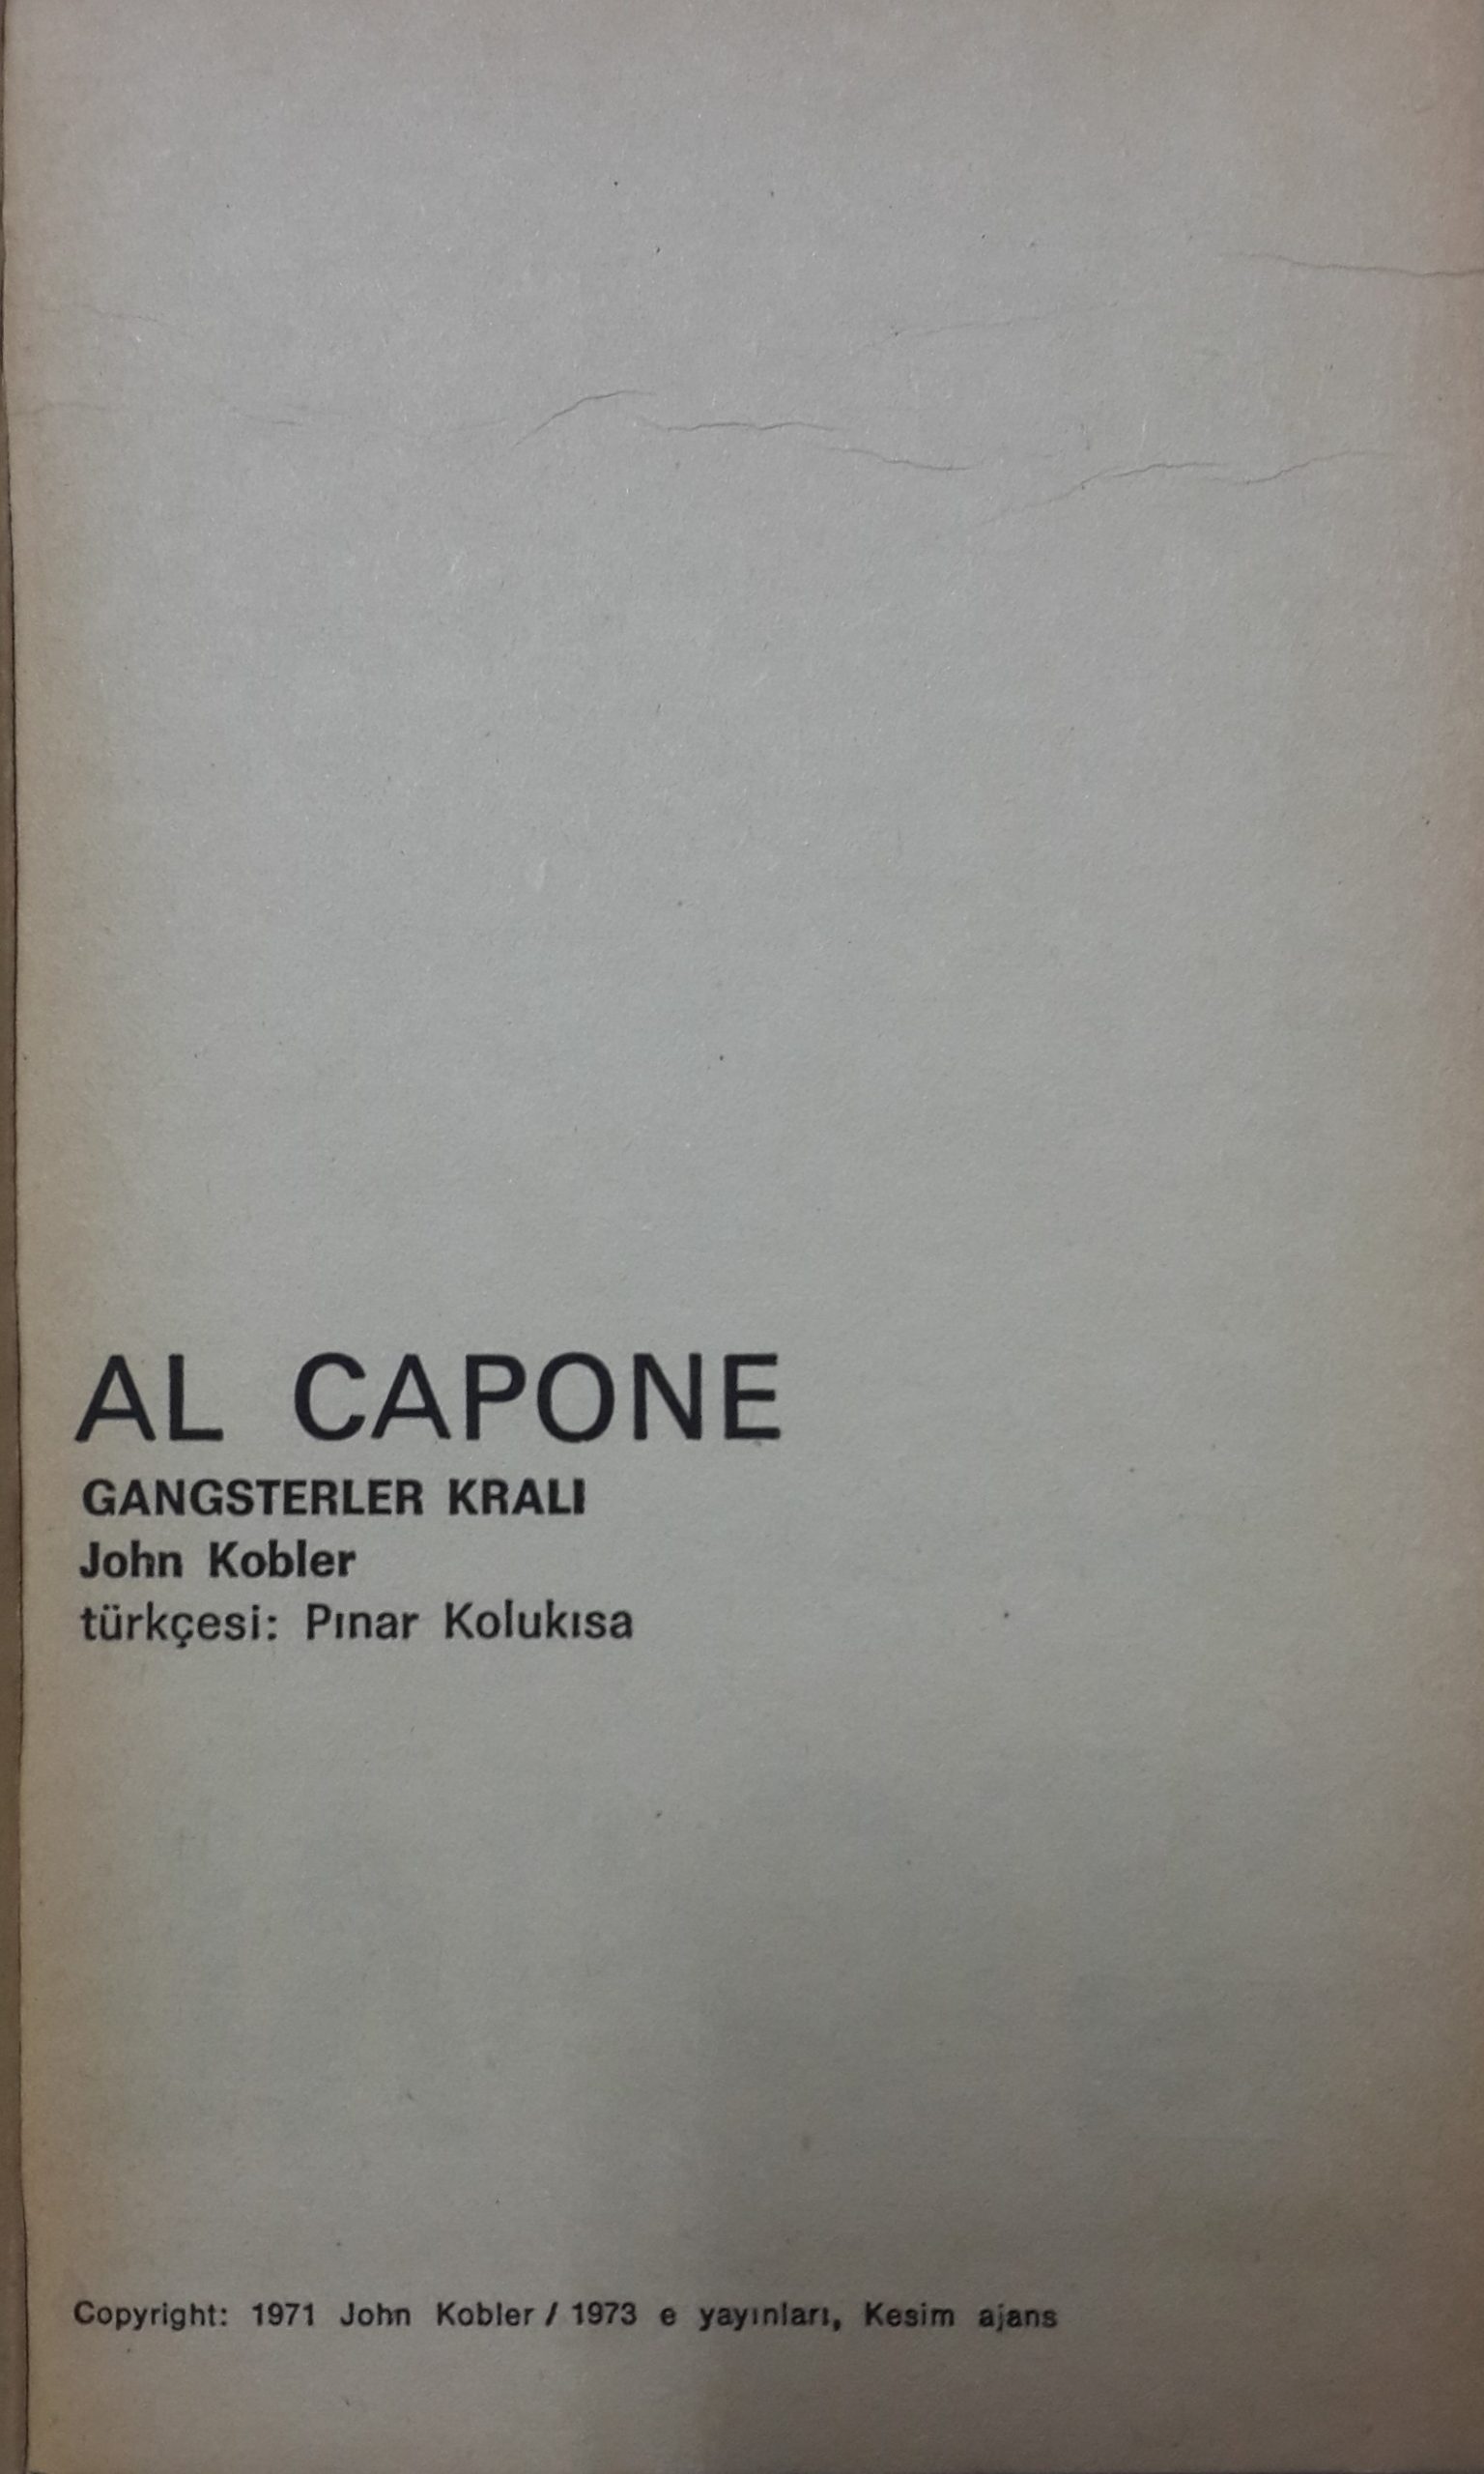 AL CAPONE
GANGSTERLER KRALI
John Kobler
türkçesi: Pınar Kolukısa
Copyright: 1971 John Kobler / 1973 e yayınları, Kesim ajans